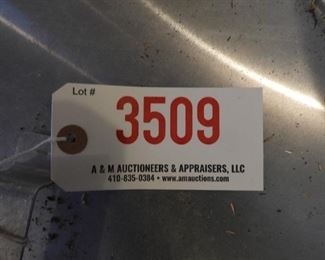 Lot #
3509
A & M AUCTIONEERS & APPRAISERS, LLC
410-835-0384 • www.amauctions.com